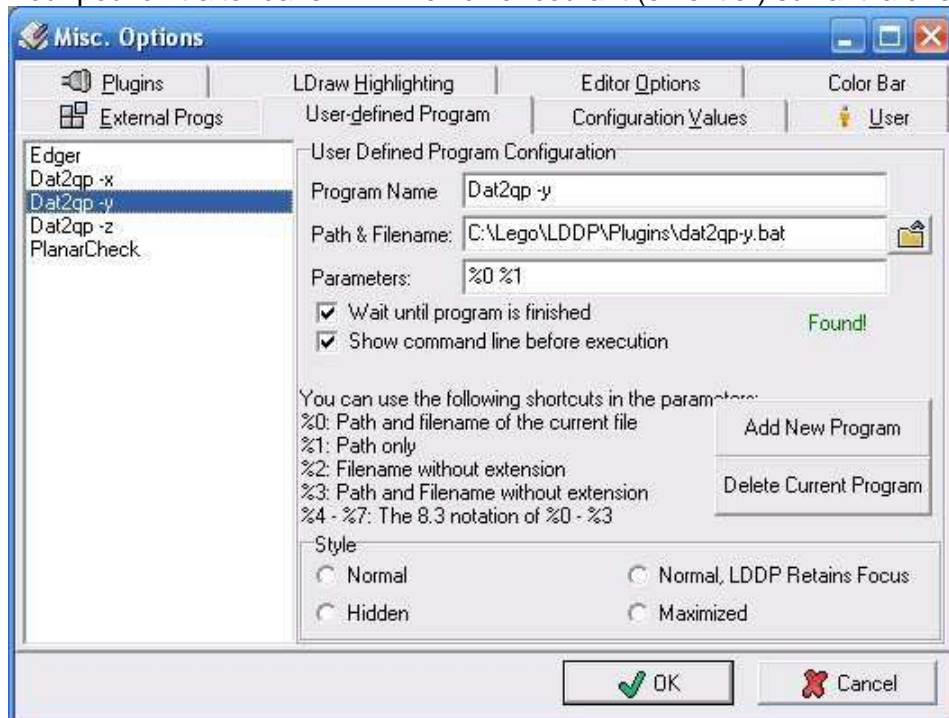 Misc. Options
Plugins
LDraw Highlighting
Editor Options
Color Bar
External Progs
User-defined Program
Configuration Values
User
Edger
Dat2qp -x
Dat2qp -y
Dat2qp -z
PlanarCheck
User Defined Program Configuration
Program Name Dat2qp -y
Path & Filename: C:\Lego\LDDP\Plugins\dat2qp-y.bat
Parameters: %0 %1
Wait until program is finished
Found!
Show command line before execution
You can use the following shortcuts in the parameters:
%0: Path and filename of the current file
%1: Path only
%2: Filename without extension
%3: Path and Filename without extension
%4 - %7: The 8.3 notation of %0 - %3
Add New Program
Delete Current Program
Style
Normal
Normal, LDDP Retains Focus
Hidden
Maximized
OK
Cancel